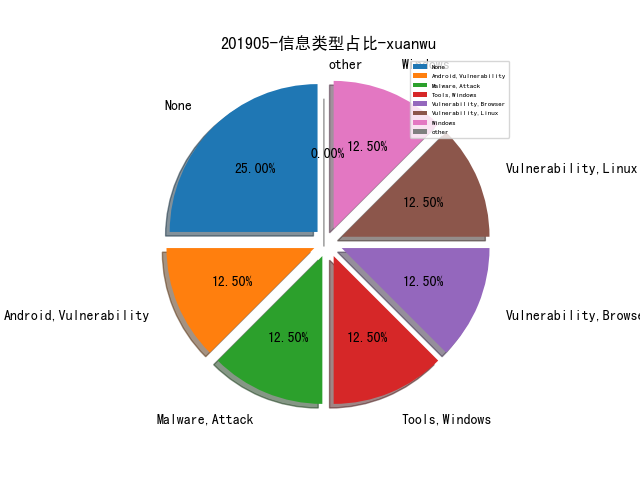 201905-信息类型占比-xuanwu
other
Windows
None
None
Android,Vulnerability
Malware,Attack
Tools,Windows
Vulnerability,Browser
Vulnerability,Linux
Windows
other
25.00%
0.00%
12.50%
12.50%
Vulnerability,Linux
12.50%
12.50%
Android,Vulnerability
Vulnerability,Browse
12.50%
12.50%
Malware,Attack
Tools,Windows